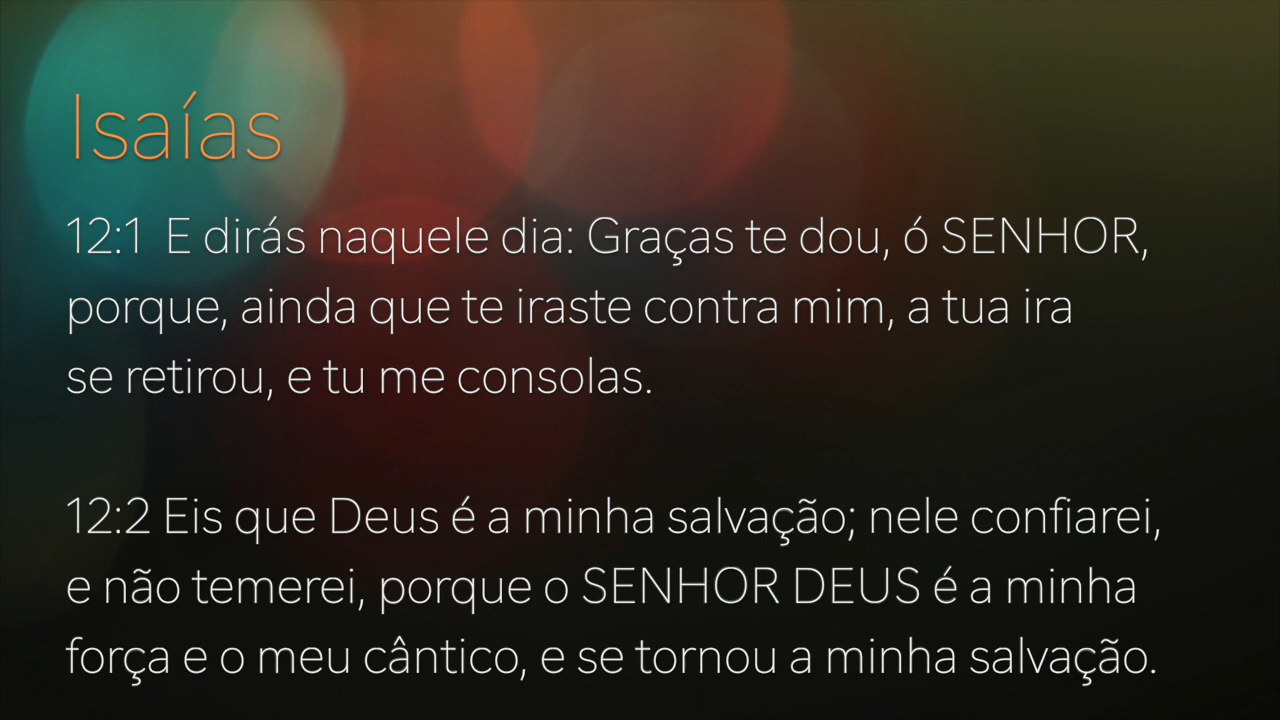 Isaías
12:1 E dirás naquele dia: Graças te dou, ó SENHOR,
porque, ainda que te iraste contra mim, a tua ira
se retirou, e tu me consolas.
12:2 Eis que Deus é a minha salvação; nele confiarei,
e não temerei, porque o SENHOR DEUS é a minha
força e o meu cântico, e se tornou a minha salvação.